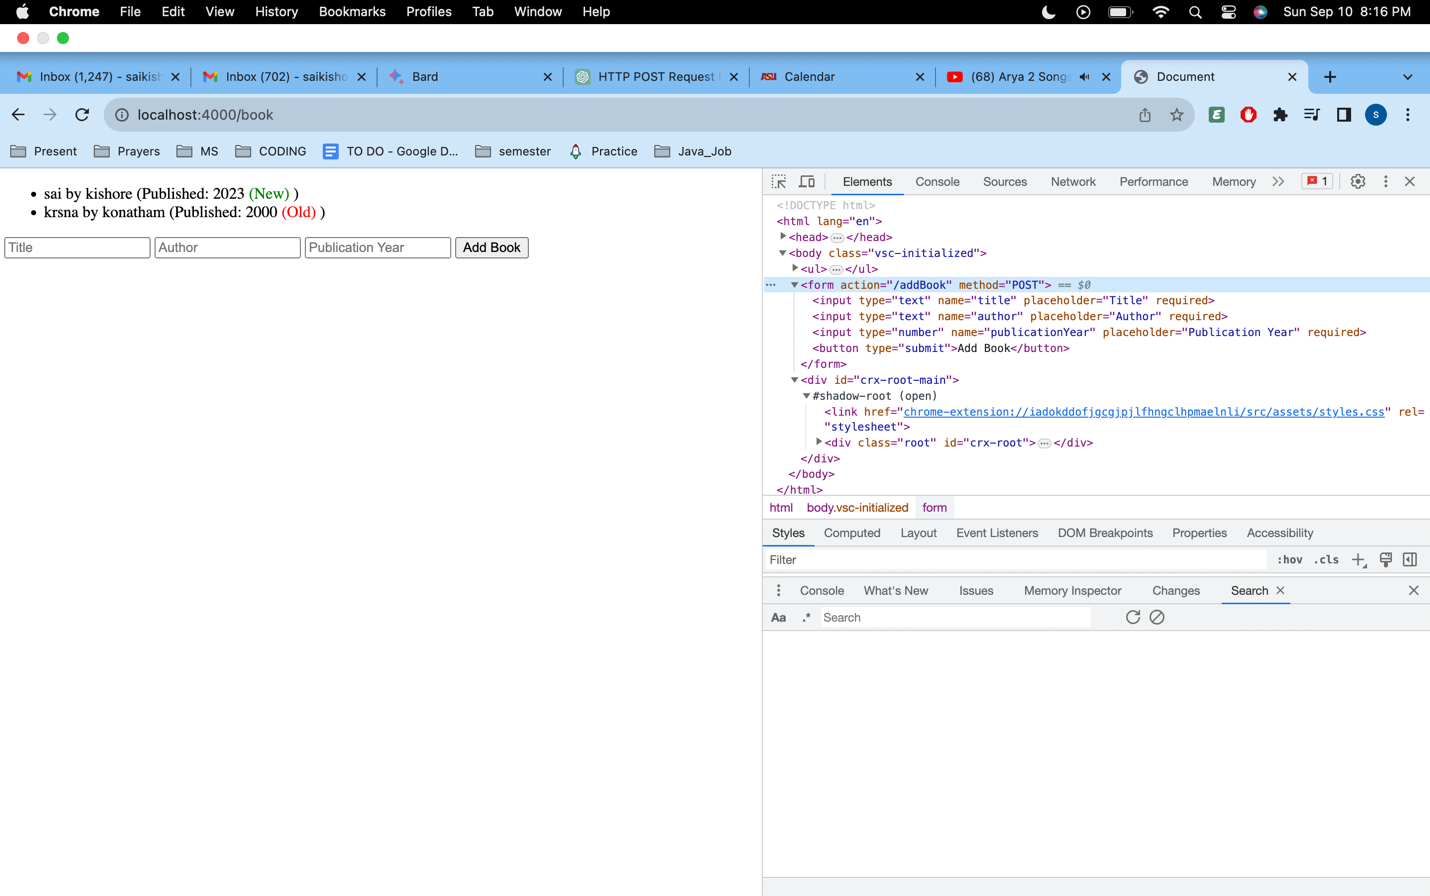 Chrome File Edit View History Bookmarks Profiles Tab Window Help Sun Sep 10 8:16 PM
Inbox (1,247) - saikish Inbox (702) - saikisho Bard HTTP POST Request ASU Calendar (68) Arya 2 Songs Document
localhost:4000/book S
Present Prayers MS CODING TO DO - Google D... semester Practice Java_Job
• sai by kishore (Published: 2023 (New) )
• krsna by konatham (Published: 2000 (Old) )
Title Author Publication Year Add Book
Elements Console Sources Network Performance Memory 1
<!DOCTYPE html>
<html lang="en">
<head> … </head>
<body class="vsc-initialized">
<ul> … </ul>
… <form action="/addBook" method="POST"> == $0
<input type="text" name="title" placeholder="Title" required>
<input type="text" name="author" placeholder="Author" required>
<input type="number" name="publicationYear" placeholder="Publication Year" required>
<button type="submit">Add Book</button>
</form>
<div id="crx-root-main">
#shadow-root (open)
<link href="chrome-extension://iadokddofjgcgjpjlfhngclhpmaelnli/src/assets/styles.css" rel=
"stylesheet">
<div class="root" id="crx-root"> … </div>
</div>
</body>
</html>
html body.vsc-initialized form
Styles Computed Layout Event Listeners DOM Breakpoints Properties Accessibility
Filter :hov .cls
Console What's New Issues Memory Inspector Changes Search
Aa .* Search